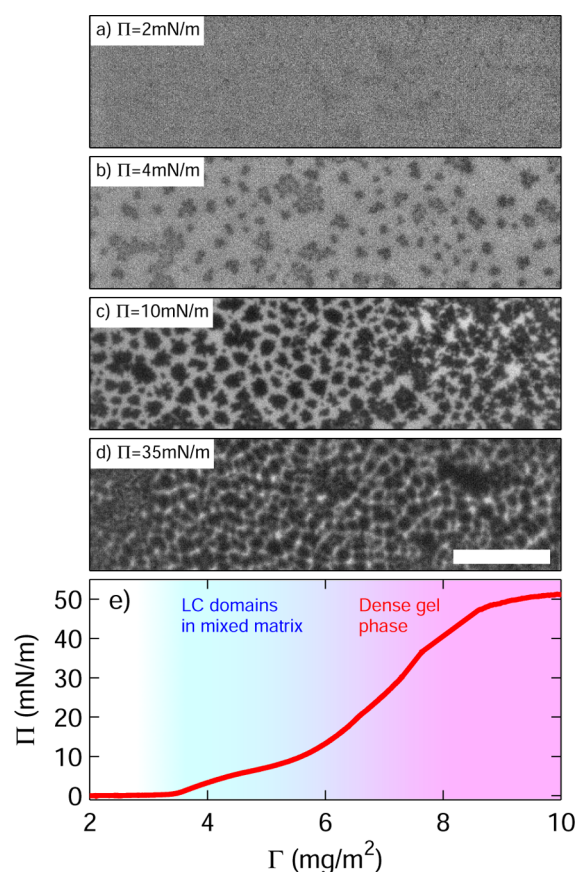 a) Π=2mN/m
b) Π=4mN/m
c) Π=10mN/m
d) Π=35mN/m
e)
LC domains
in mixed matrix
Dense gel
phase
50
40
30
20
10
0
Π (mN/m)
2 4 6 8 10
Γ (mg/m²)